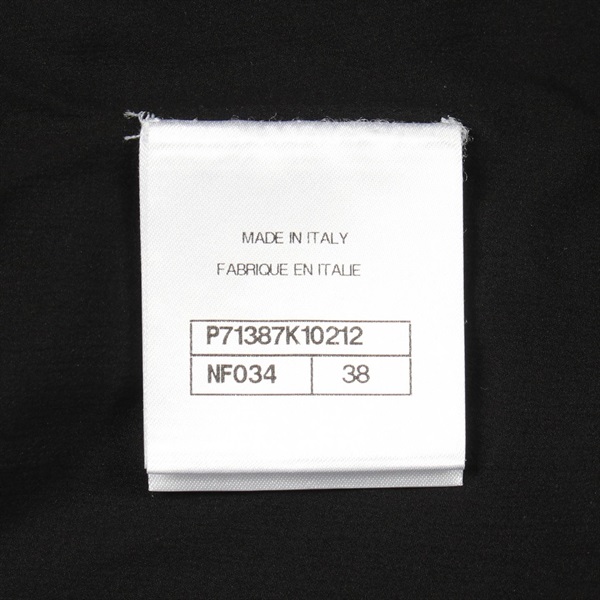 MADE IN ITALY
FABRIQUE EN ITALIE
P71387K10212
NF034 38